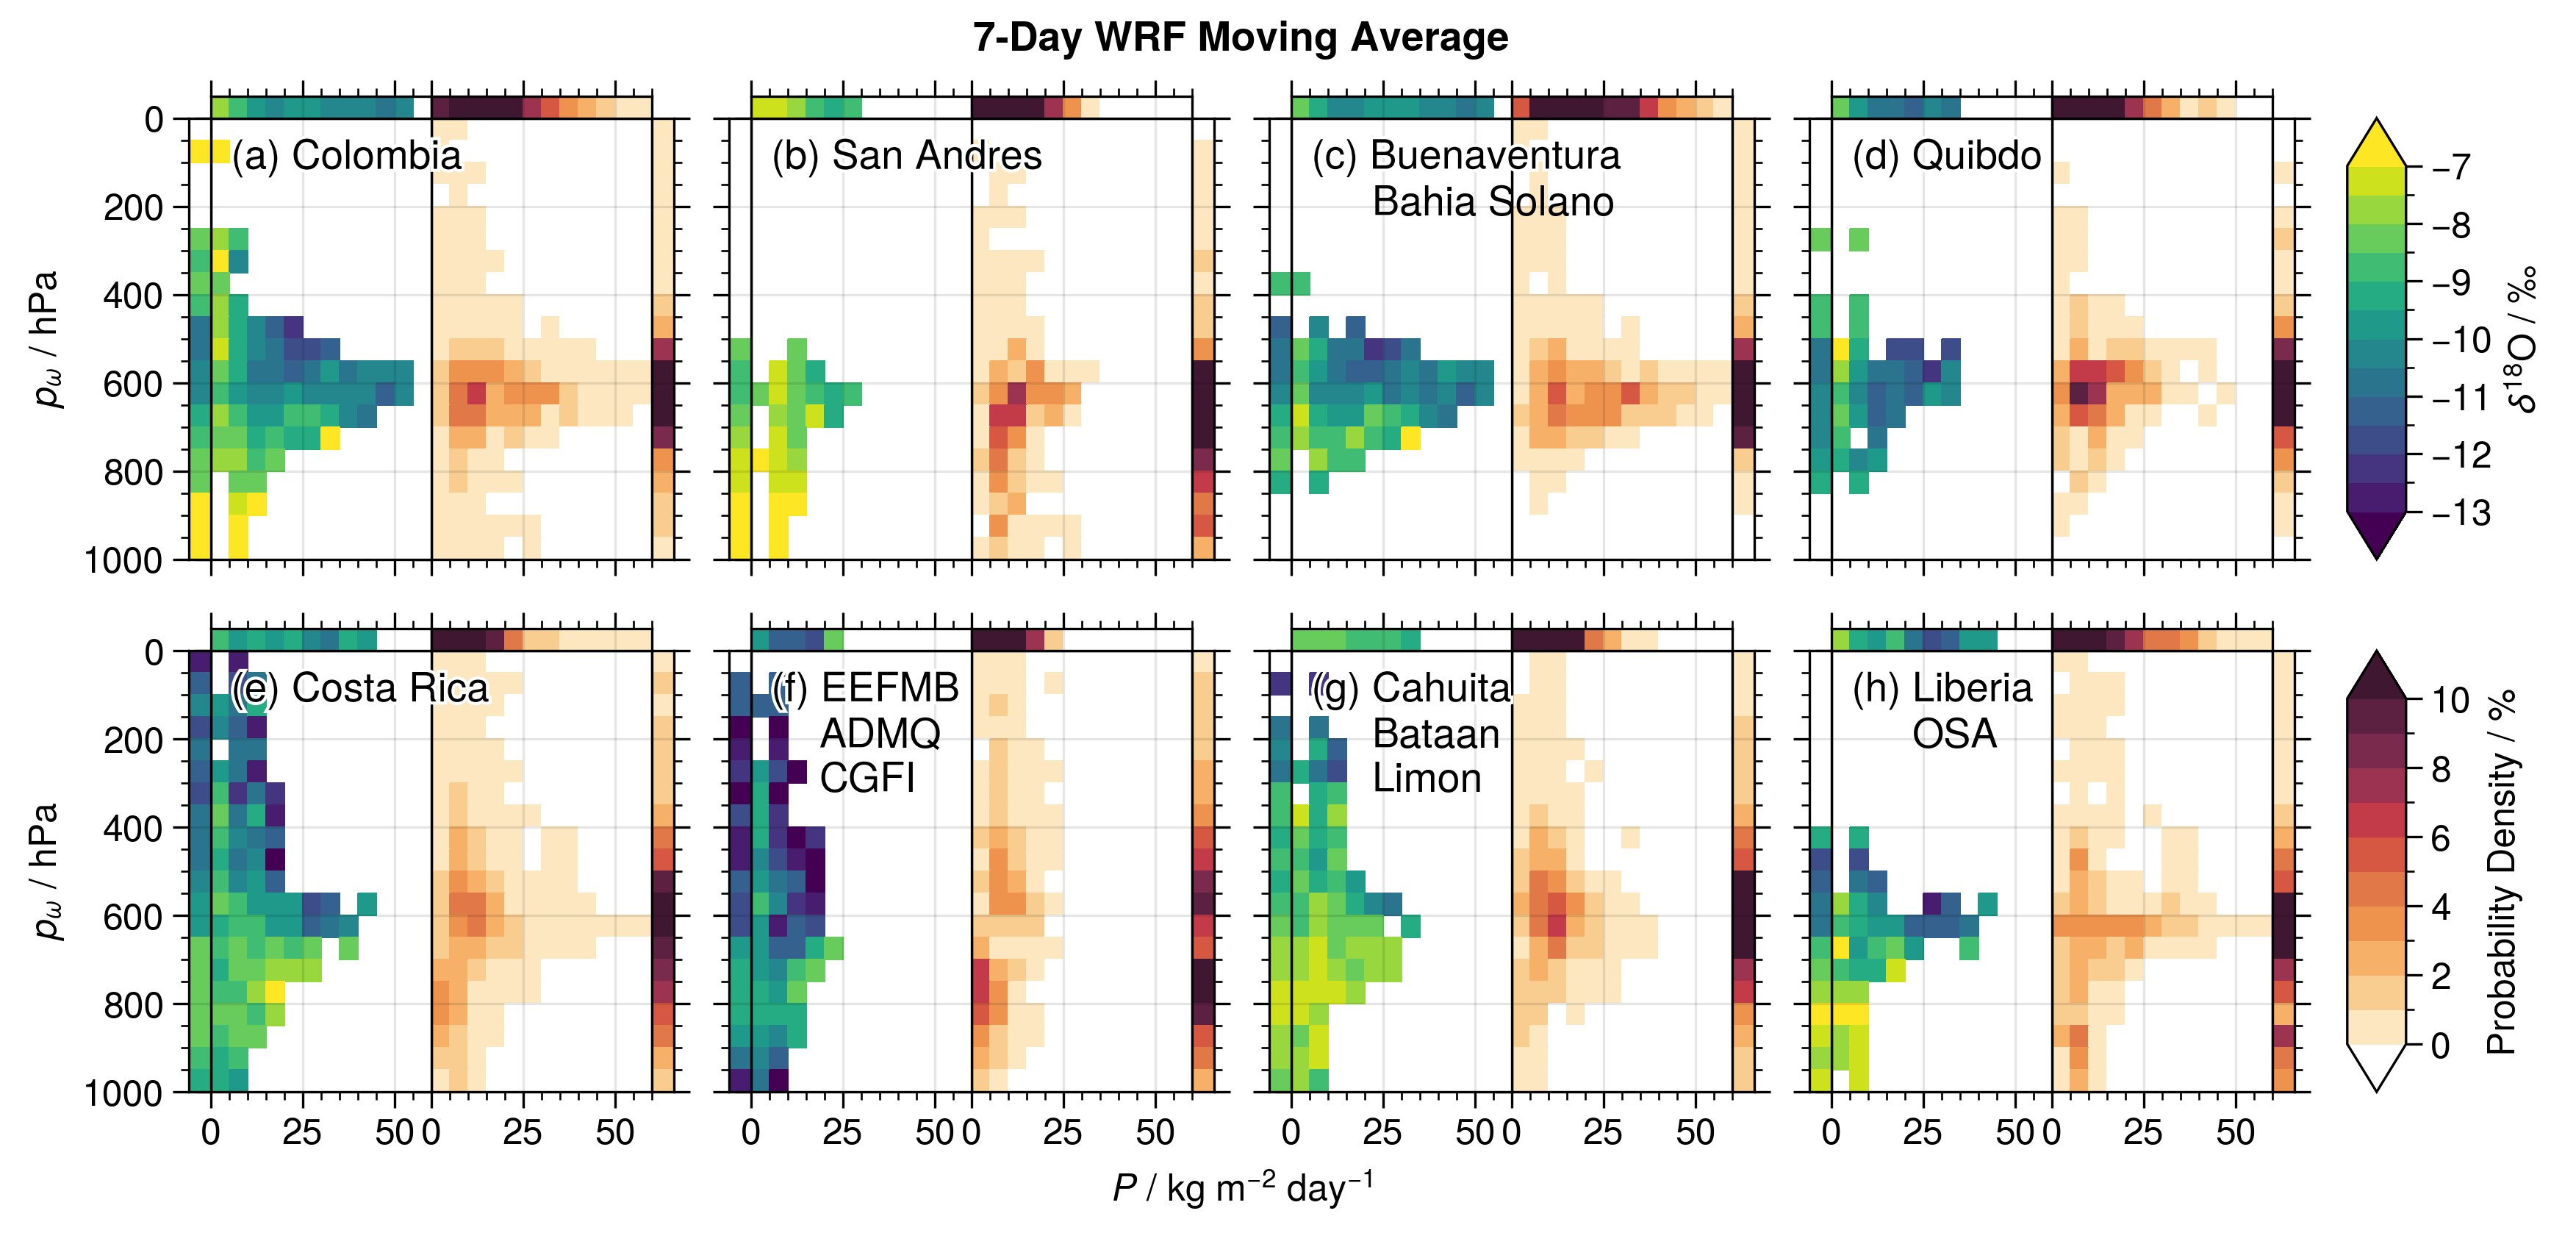 7-Day WRF Moving Average
0
200
400
600
800
1000
pω / hPa
(a) Colombia
(b) San Andres
(c) Buenaventura
Bahia Solano
(d) Quibdo
−7
−8
−9
−10
−11
−12
−13
δ¹⁸O / ‰
0
200
400
600
800
1000
pω / hPa
(e) Costa Rica
(f) EEFMB
ADMQ
CGFI
(g) Cahuita
Bataan
Limon
(h) Liberia
OSA
10
8
6
4
2
0
Probability Density / %
0 25 50 0 25 50 0 25 50 0 25 50 0 25 50 0 25 50 0 25 50 0 25 50
P / kg m⁻² day⁻¹